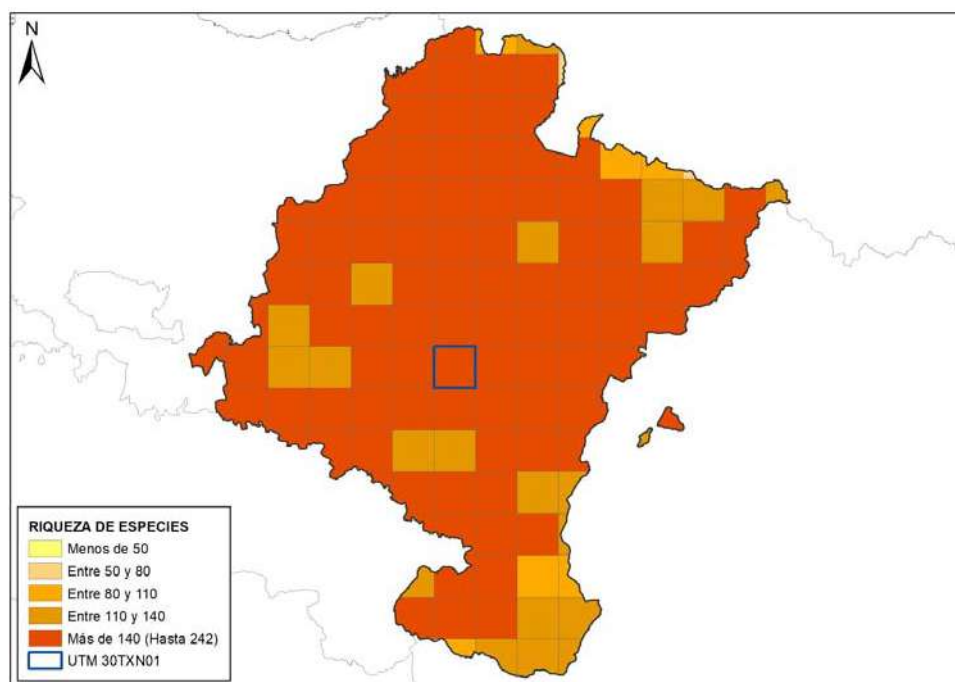 N
RIQUEZA DE ESPECIES
Menos de 50
Entre 50 y 80
Entre 80 y 110
Entre 110 y 140
Más de 140 (Hasta 242)
UTM 30TXN01